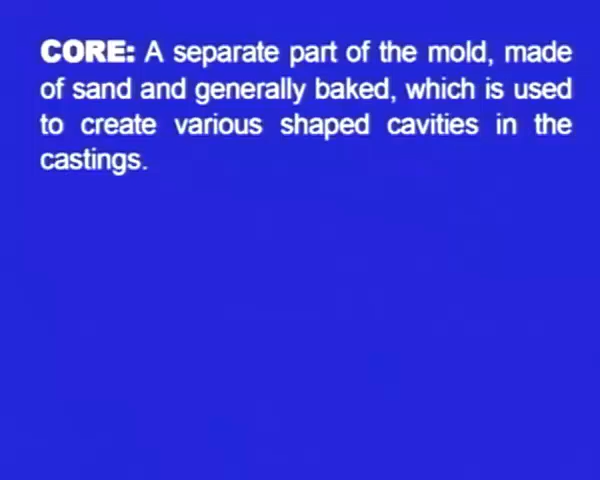 CORE: A separate part of the mold, made
of sand and generally baked, which is used
to create various shaped cavities in the
castings.